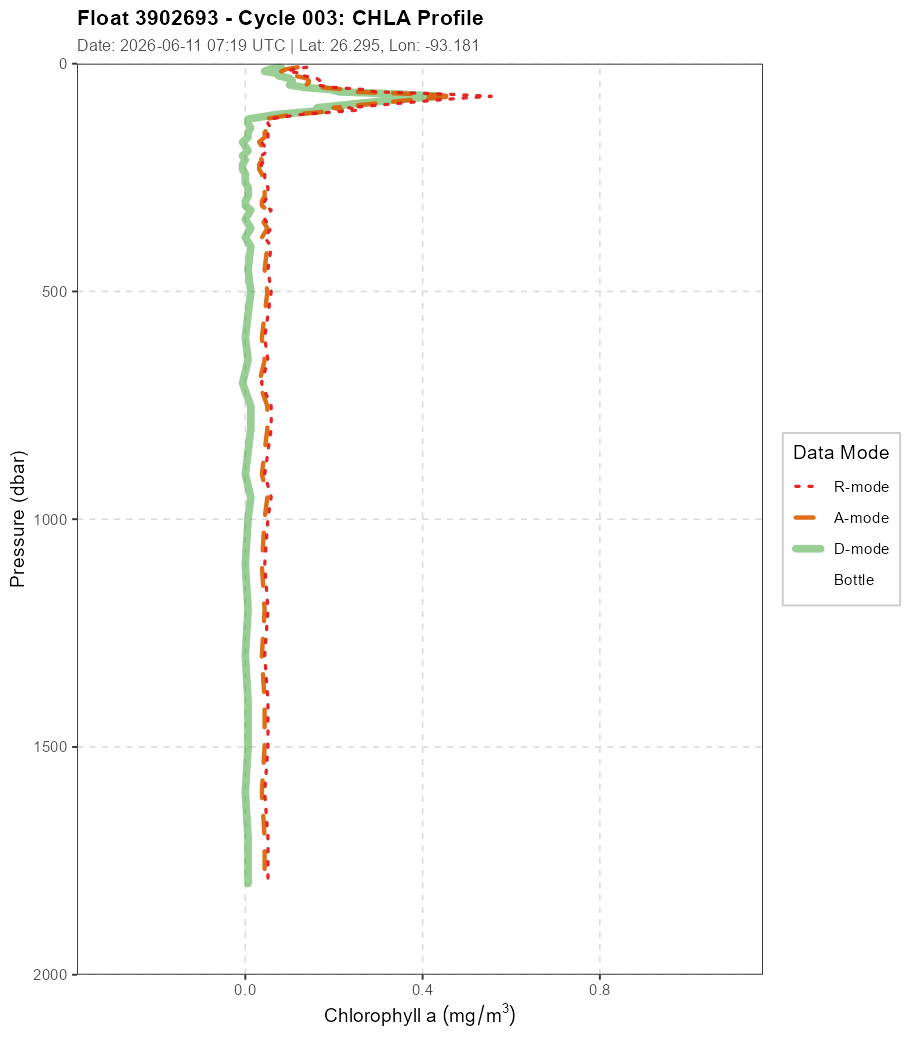 Float 3902693 - Cycle 003: CHLA Profile
Date: 2026-06-11 07:19 UTC | Lat: 26.295, Lon: -93.181
0
500
1000
1500
2000
Pressure (dbar)
0.0
0.4
0.8
Chlorophyll a (mg/m³)
Data Mode
R-mode
A-mode
D-mode
Bottle